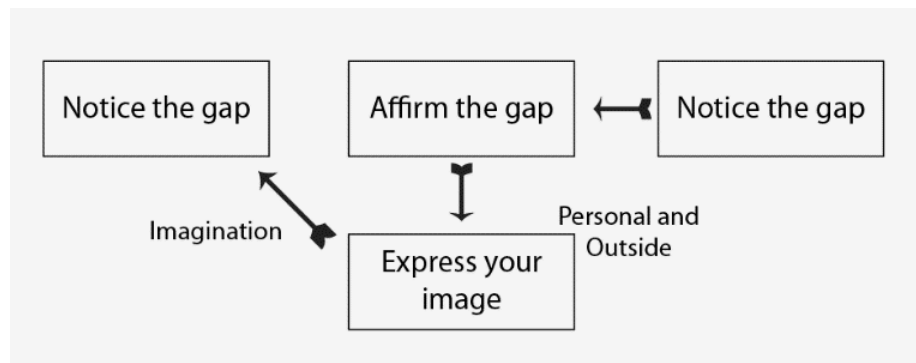 Notice the gap
Affirm the gap
Notice the gap
Imagination
Personal and
Outside
Express your
image